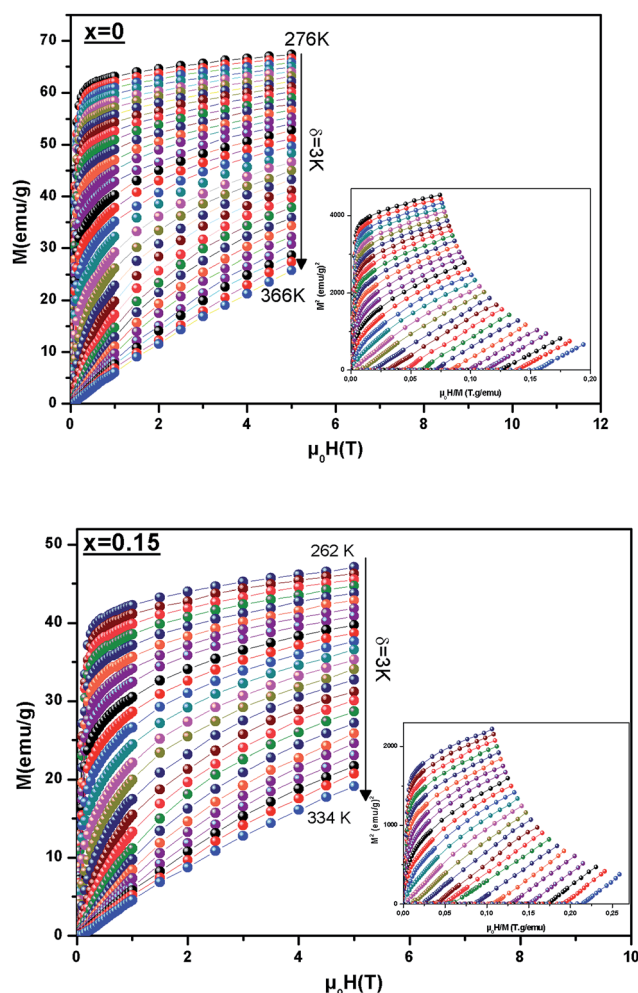 x=0
276K
δ=3K
366K
M(emu/g)
70
60
50
40
30
20
10
0
0 2 4 6 8 10 12
μ₀H(T)
M² (emu/g)²
4000
2000
0
0,00 0,05 0,10 0,15 0,20
μ₀H/M (T.g/emu)
x=0.15
262 K
δ=3K
334 K
M(emu/g)
50
40
30
20
10
0
0 2 4 6 8 10
μ₀H(T)
M² (emu/g)²
2000
1000
0
0,00 0,05 0,10 0,15 0,20 0,25
μ₀H/M (T.g/emu)